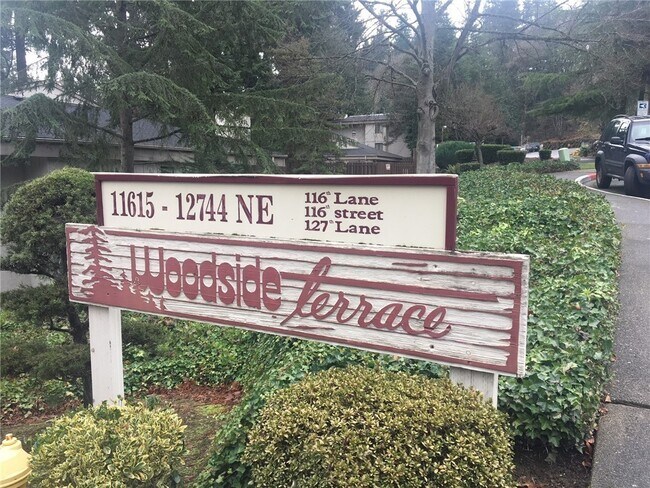 11615 - 12744 NE
116th Lane
116th street
127th Lane
Woodside terrace